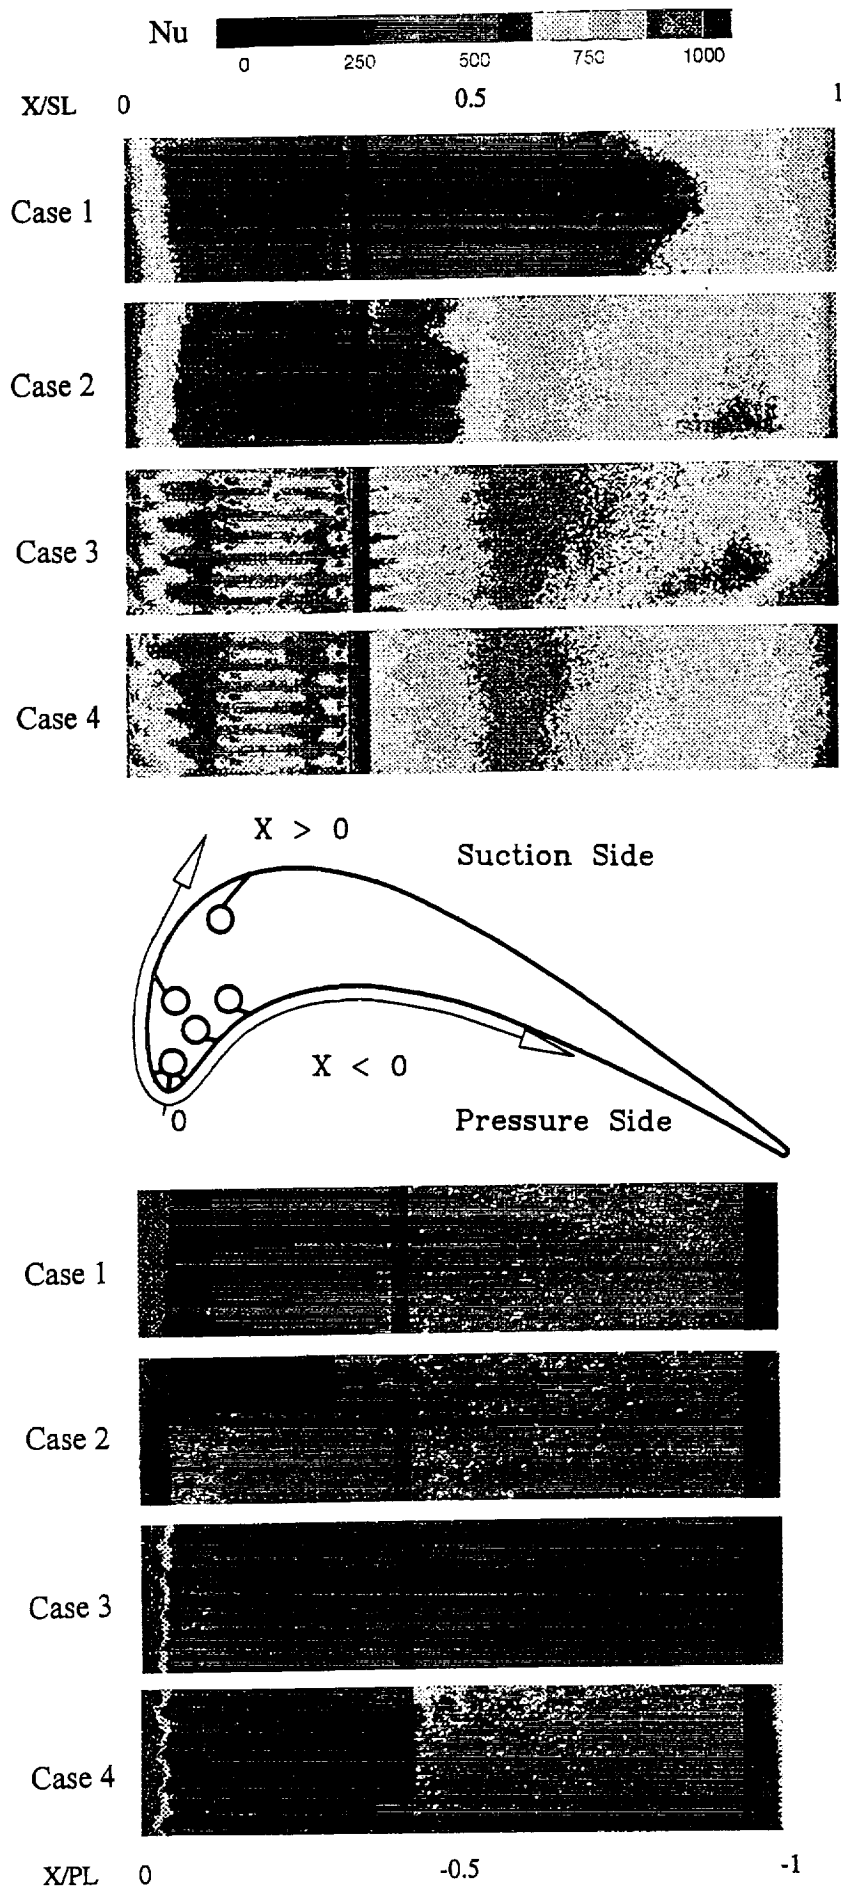 Nu
0 250 500 750 1000
X/SL 0 0.5 1
Case 1
Case 2
Case 3
Case 4
X > 0
Suction Side
X < 0
0
Pressure Side
Case 1
Case 2
Case 3
Case 4
X/PL 0 -0.5 -1